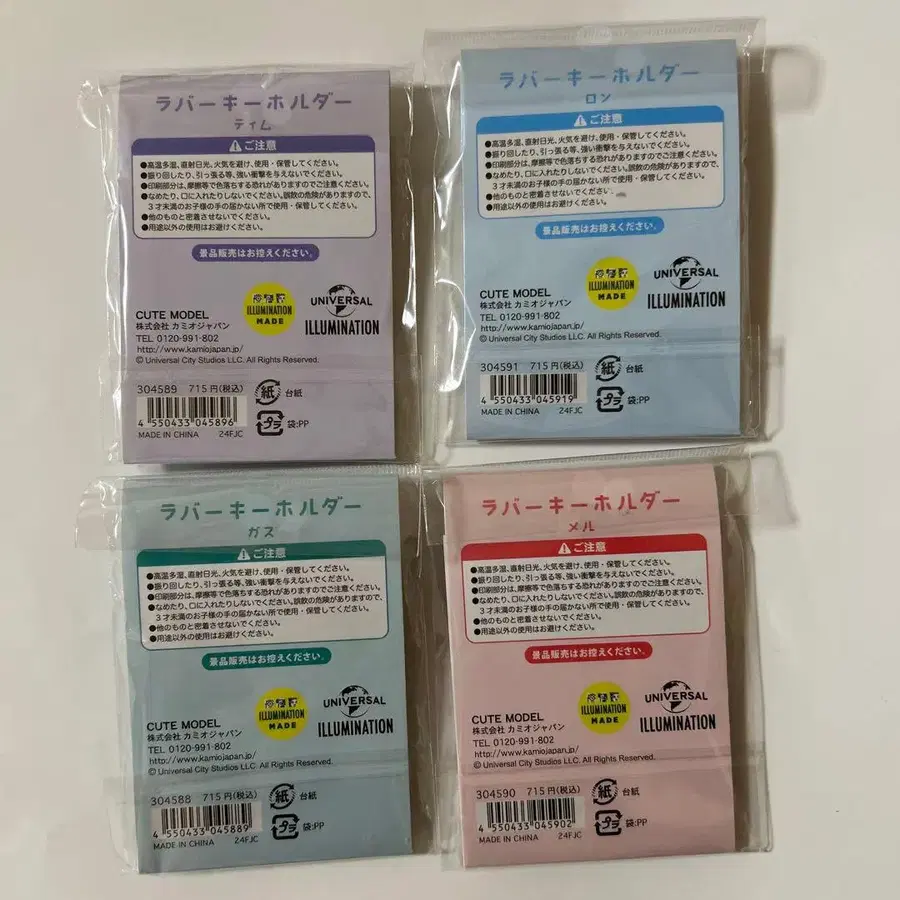 ラバーキーホルダー
ティム
ご注意
●高温多湿、直射日光、火気を避け、使用・保管してください。
●振り回したり、引っ張る等、強い衝撃を与えないでください。
●印刷部分は、摩擦等で色落ちする恐れがありますのでご注意ください。
●なめたり、口に入れたりしないでください。誤飲の危険がありますので、
3才未満のお子様の手の届かない所で使用・保管してください。
●他のものと密着させないでください。
●用途以外の使用はお避けください。
景品販売はお控えください。
ILLUMINATION
MADE
UNIVERSAL
ILLUMINATION
CUTE MODEL
株式会社 カミオジャパン
TEL 0120-991-802
http://www.kamiojapan.jp/
© Universal City Studios LLC. All Rights Reserved.
304589 715円(税込)
紙 台紙
4 550433 045896
プラ 袋:PP
MADE IN CHINA 24FJC
ラバーキーホルダー
ロン
ご注意
●高温多湿、直射日光、火気を避け、使用・保管してください。
●振り回したり、引っ張る等、強い衝撃を与えないでください。
●印刷部分は、摩擦等で色落ちする恐れがありますのでご注意ください。
●なめたり、口に入れたりしないでください。誤飲の危険がありますので、
3才未満のお子様の手の届かない所で使用・保管してください。
●他のものと密着させないでください。
●用途以外の使用はお避けください。
景品販売はお控えください。
ILLUMINATION
MADE
UNIVERSAL
ILLUMINATION
CUTE MODEL
株式会社 カミオジャパン
TEL 0120-991-802
http://www.kamiojapan.jp/
© Universal City Studios LLC. All Rights Reserved.
304591 715円(税込)
紙 台紙
4 550433 045919
プラ 袋:PP
MADE IN CHINA 24FJC
ラバーキーホルダー
ガス
ご注意
●高温多湿、直射日光、火気を避け、使用・保管してください。
●振り回したり、引っ張る等、強い衝撃を与えないでください。
●印刷部分は、摩擦等で色落ちする恐れがありますのでご注意ください。
●なめたり、口に入れたりしないでください。誤飲の危険がありますので、
3才未満のお子様の手の届かない所で使用・保管してください。
●他のものと密着させないでください。
●用途以外の使用はお避けください。
景品販売はお控えください。
ILLUMINATION
MADE
UNIVERSAL
ILLUMINATION
CUTE MODEL
株式会社 カミオジャパン
TEL 0120-991-802
http://www.kamiojapan.jp/
© Universal City Studios LLC. All Rights Reserved.
304588 715円(税込)
紙 台紙
4 550433 045889
プラ 袋:PP
MADE IN CHINA 24FJC
ラバーキーホルダー
メル
ご注意
●高温多湿、直射日光、火気を避け、使用・保管してください。
●振り回したり、引っ張る等、強い衝撃を与えないでください。
●印刷部分は、摩擦等で色落ちする恐れがありますのでご注意ください。
●なめたり、口に入れたりしないでください。誤飲の危険がありますので、
3才未満のお子様の手の届かない所で使用・保管してください。
●他のものと密着させないでください。
●用途以外の使用はお避けください。
景品販売はお控えください。
ILLUMINATION
MADE
UNIVERSAL
ILLUMINATION
CUTE MODEL
株式会社 カミオジャパン
TEL 0120-991-802
http://www.kamiojapan.jp/
© Universal City Studios LLC. All Rights Reserved.
304590 715円(税込)
紙 台紙
4 550433 045902
プラ 袋:PP
MADE IN CHINA 24FJC